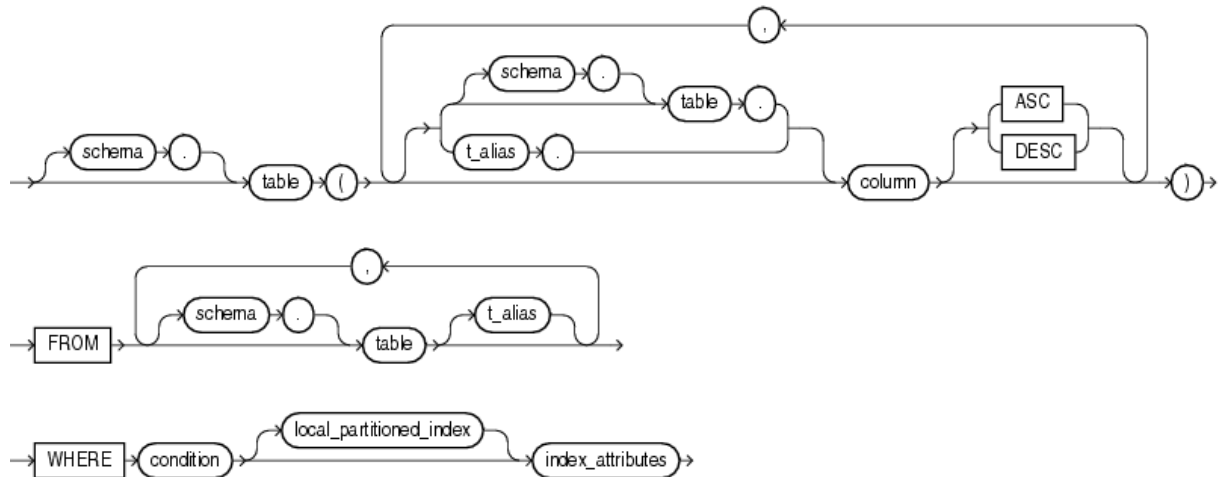 ,
schema .
table .
ASC
schema .
t_alias .
DESC
table (
column
)
,
schema .
t_alias
FROM
table
local_partitioned_index
WHERE condition
index_attributes